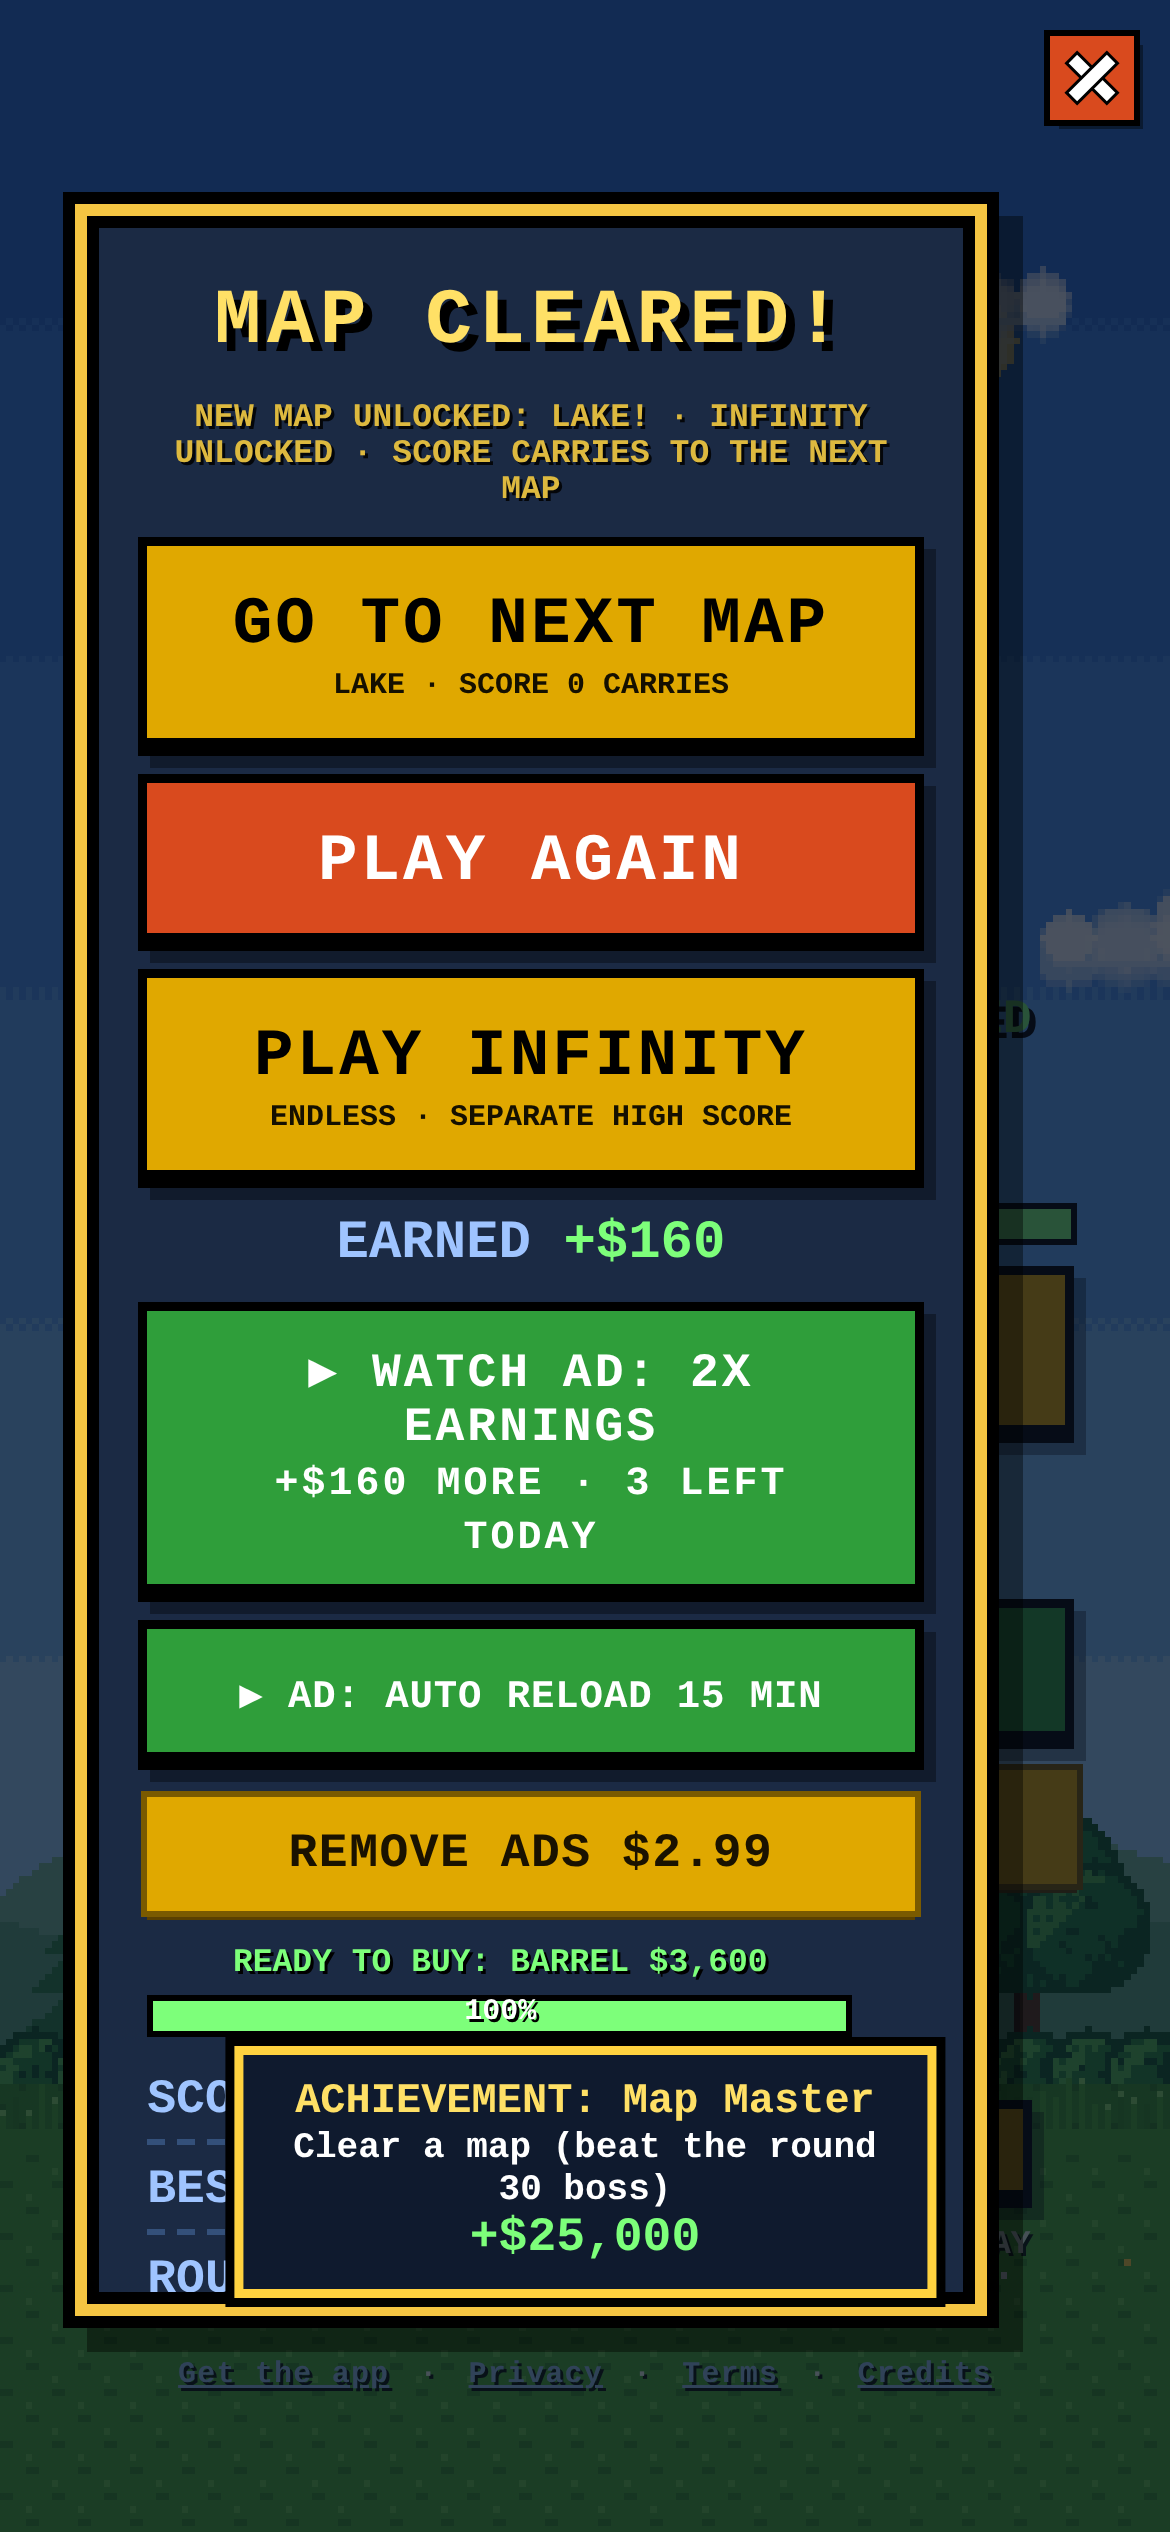 MAP CLEARED!
NEW MAP UNLOCKED: LAKE! · INFINITY
UNLOCKED · SCORE CARRIES TO THE NEXT
MAP
GO TO NEXT MAP
LAKE · SCORE 0 CARRIES
PLAY AGAIN
PLAY INFINITY
ENDLESS · SEPARATE HIGH SCORE
EARNED +$160
▶ WATCH AD: 2X
EARNINGS
+$160 MORE · 3 LEFT
TODAY
▶ AD: AUTO RELOAD 15 MIN
REMOVE ADS $2.99
READY TO BUY: BARREL $3,600
100%
ACHIEVEMENT: Map Master
Clear a map (beat the round
30 boss)
+$25,000
Get the app · Privacy · Terms · Credits